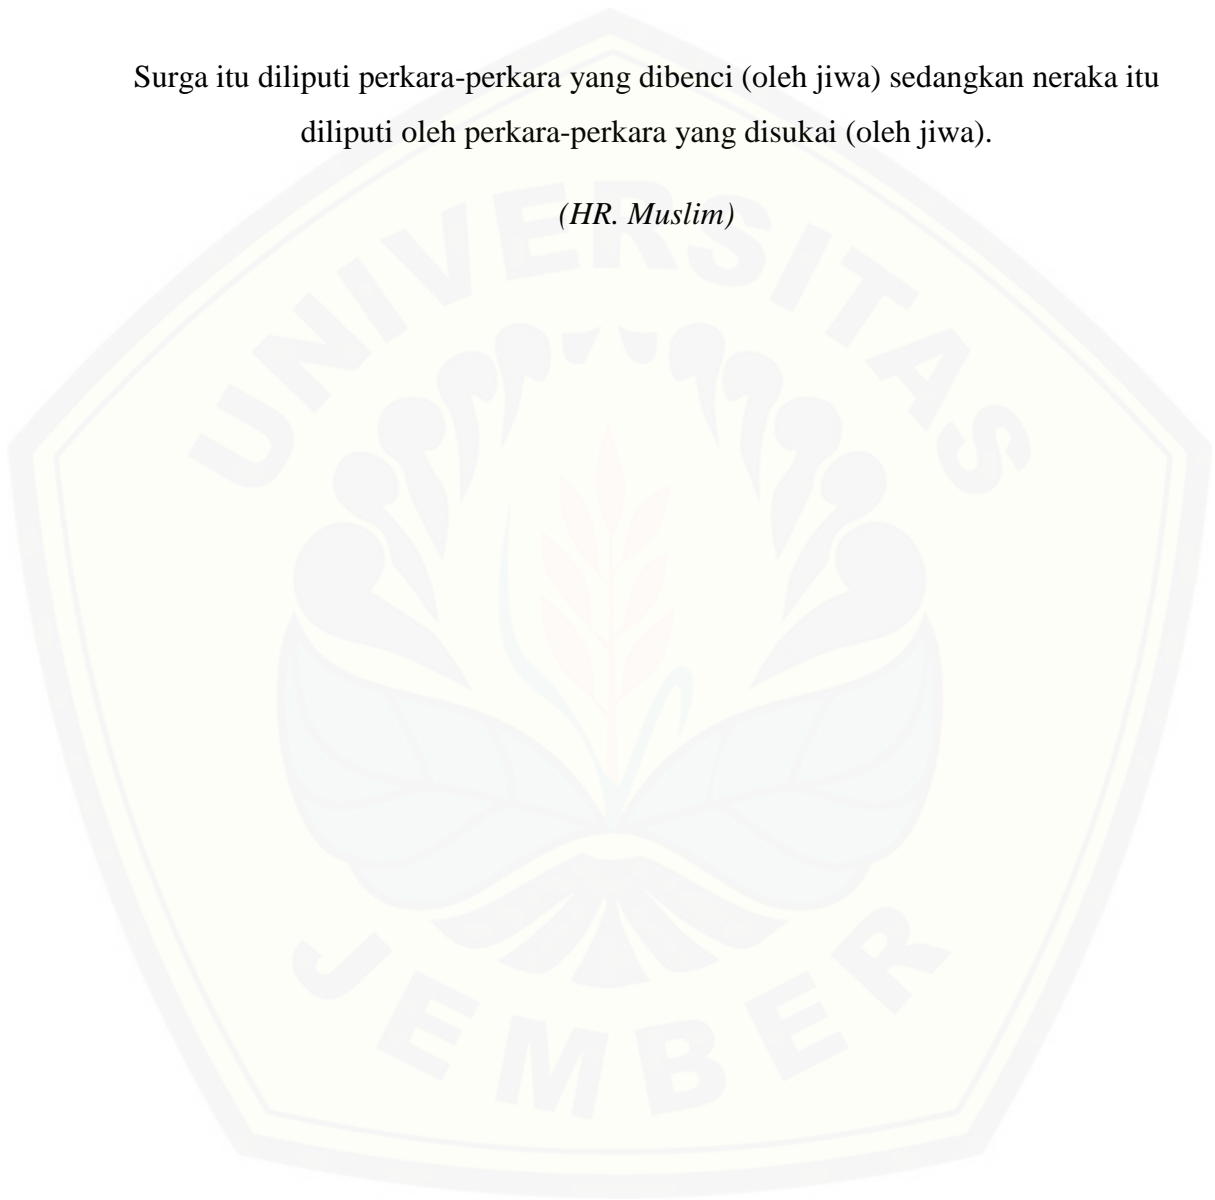 Surga itu diliputi perkara-perkara yang dibenci (oleh jiwa) sedangkan neraka itu
diliputi oleh perkara-perkara yang disukai (oleh jiwa).
(HR. Muslim)
UNIVERSITAS
JEMBER